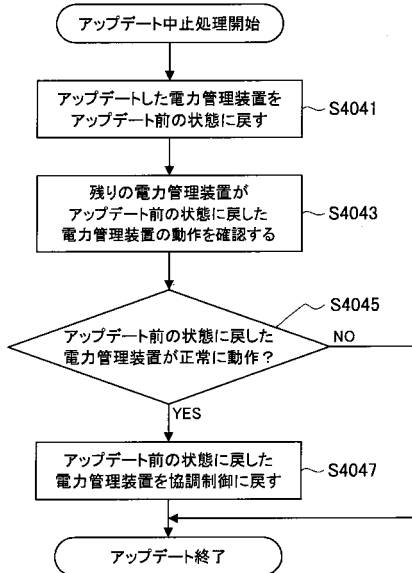 アップデート中止処理開始
アップデートした電力管理装置を
アップデート前の状態に戻す
S4041
残りの電力管理装置が
アップデート前の状態に戻した
電力管理装置の動作を確認する
S4043
S4045
アップデート前の状態に戻した
電力管理装置が正常に動作?
NO
YES
アップデート前の状態に戻した
電力管理装置を協調制御に戻す
S4047
アップデート終了